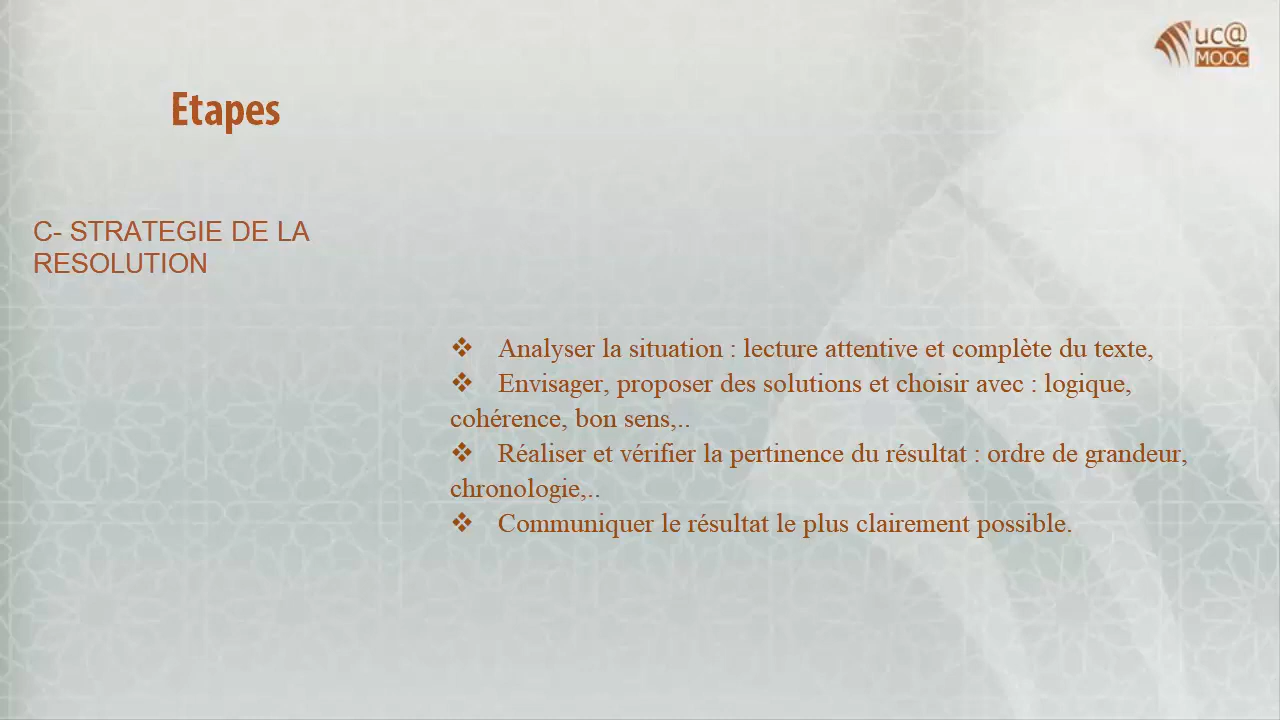 uc@
MOOC
Etapes
C- STRATEGIE DE LA
RESOLUTION
❖ Analyser la situation : lecture attentive et complète du texte,
❖ Envisager, proposer des solutions et choisir avec : logique,
cohérence, bon sens,..
❖ Réaliser et vérifier la pertinence du résultat : ordre de grandeur,
chronologie,..
❖ Communiquer le résultat le plus clairement possible.